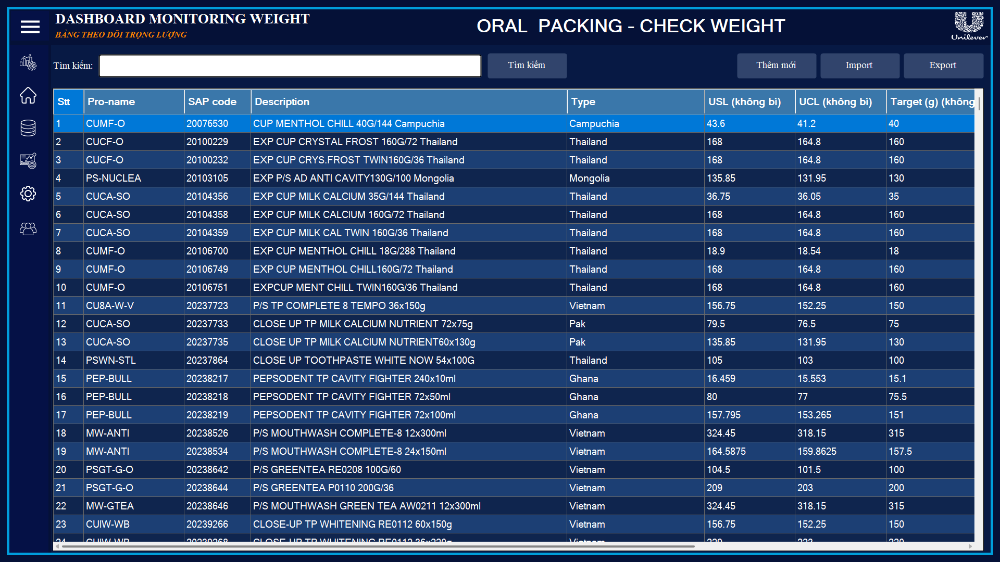 DASHBOARD MONITORING WEIGHT
BẢNG THEO DÕI TRỌNG LƯỢNG
ORAL PACKING - CHECK WEIGHT
Unilever
Tìm kiếm:
Tìm kiếm
Thêm mới
Import
Export
Stt Pro-name SAP code Description Type USL (không bì) UCL (không bì) Target (g) (không
1 CUMF-O 20076530 CUP MENTHOL CHILL 40G/144 Campuchia Campuchia 43.6 41.2 40
2 CUCF-O 20100229 EXP CUP CRYSTAL FROST 160G/72 Thailand Thailand 168 164.8 160
3 CUCF-O 20100232 EXP CUP CRYS.FROST TWIN160G/36 Thailand Thailand 168 164.8 160
4 PS-NUCLEA 20103105 EXP P/S AD ANTI CAVITY130G/100 Mongolia Mongolia 135.85 131.95 130
5 CUCA-SO 20104356 EXP CUP MILK CALCIUM 35G/144 Thailand Thailand 36.75 36.05 35
6 CUCA-SO 20104358 EXP CUP MILK CALCIUM 160G/72 Thailand Thailand 168 164.8 160
7 CUCA-SO 20104359 EXP CUP MILK CAL TWIN 160G/36 Thailand Thailand 168 164.8 160
8 CUMF-O 20106700 EXP CUP MENTHOL CHILL 18G/288 Thailand Thailand 18.9 18.54 18
9 CUMF-O 20106749 EXP CUP MENTHOL CHILL160G/72 Thailand Thailand 168 164.8 160
10 CUMF-O 20106751 EXPCUP MENT CHILL TWIN160G/36 Thailand Thailand 168 164.8 160
11 CU8A-W-V 20237723 P/S TP COMPLETE 8 TEMPO 36x150g Vietnam 156.75 152.25 150
12 CUCA-SO 20237733 CLOSE UP TP MILK CALCIUM NUTRIENT 72x75g Pak 79.5 76.5 75
13 CUCA-SO 20237735 CLOSE UP TP MILK CALCIUM NUTRIENT60x130g Pak 135.85 131.95 130
14 PSWN-STL 20237864 CLOSE UP TOOTHPASTE WHITE NOW 54x100G Thailand 105 103 100
15 PEP-BULL 20238217 PEPSODENT TP CAVITY FIGHTER 240x10ml Ghana 16.459 15.553 15.1
16 PEP-BULL 20238218 PEPSODENT TP CAVITY FIGHTER 72x50ml Ghana 80 77 75.5
17 PEP-BULL 20238219 PEPSODENT TP CAVITY FIGHTER 72x100ml Ghana 157.795 153.265 151
18 MW-ANTI 20238526 P/S MOUTHWASH COMPLETE-8 12x300ml Vietnam 324.45 318.15 315
19 MW-ANTI 20238534 P/S MOUTHWASH COMPLETE-8 24x150ml Vietnam 164.5875 159.8625 157.5
20 PSGT-G-O 20238642 P/S GREENTEA RE0208 100G/60 Vietnam 104.5 101.5 100
21 PSGT-G-O 20238644 P/S GREENTEA P0110 200G/36 Vietnam 209 203 200
22 MW-GTEA 20238646 P/S MOUTHWASH GREEN TEA AW0211 12x300ml Vietnam 324.45 318.15 315
23 CUIW-WB 20239266 CLOSE-UP TP WHITENING RE0112 60x150g Vietnam 156.75 152.25 150
24 CUIW-WB 20239268 CLOSE-UP TP WHITENING RE0112 36x220g Vietnam 229 223 220